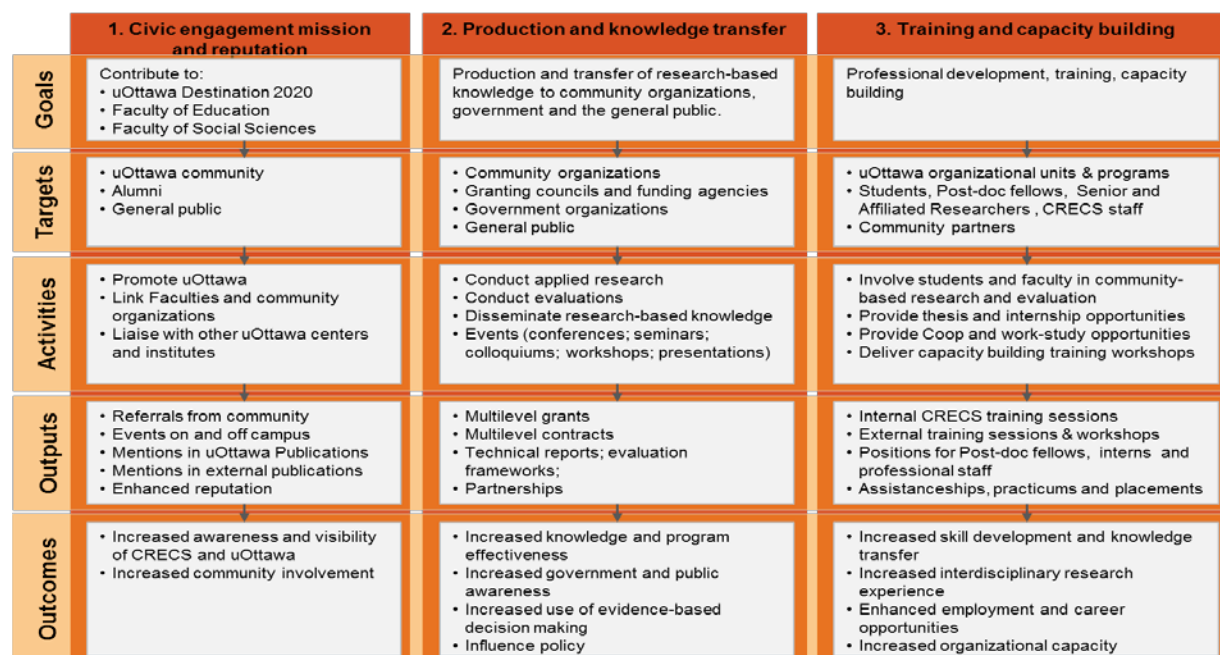 1. Civic engagement mission
and reputation
2. Production and knowledge transfer
3. Training and capacity building
Goals
Contribute to:
• uOttawa Destination 2020
• Faculty of Education
• Faculty of Social Sciences
Production and transfer of research-based
knowledge to community organizations,
government and the general public.
Professional development, training, capacity
building
Targets
• uOttawa community
• Alumni
• General public
• Community organizations
• Granting councils and funding agencies
• Government organizations
• General public
• uOttawa organizational units & programs
• Students, Post-doc fellows, Senior and
Affiliated Researchers , CRECS staff
• Community partners
Activities
• Promote uOttawa
• Link Faculties and community
organizations
• Liaise with other uOttawa centers
and institutes
• Conduct applied research
• Conduct evaluations
• Disseminate research-based knowledge
• Events (conferences; seminars;
colloquiums; workshops; presentations)
• Involve students and faculty in community-
based research and evaluation
• Provide thesis and internship opportunities
• Provide Coop and work-study opportunities
• Deliver capacity building training workshops
Outputs
• Referrals from community
• Events on and off campus
• Mentions in uOttawa Publications
• Mentions in external publications
• Enhanced reputation
• Multilevel grants
• Multilevel contracts
• Technical reports; evaluation
frameworks;
• Partnerships
• Internal CRECS training sessions
• External training sessions & workshops
• Positions for Post-doc fellows, interns and
professional staff
• Assistanceships, practicums and placements
Outcomes
• Increased awareness and visibility
of CRECS and uOttawa
• Increased community involvement
• Increased knowledge and program
effectiveness
• Increased government and public
awareness
• Increased use of evidence-based
decision making
• Influence policy
• Increased skill development and knowledge
transfer
• Increased interdisciplinary research
experience
• Enhanced employment and career
opportunities
• Increased organizational capacity